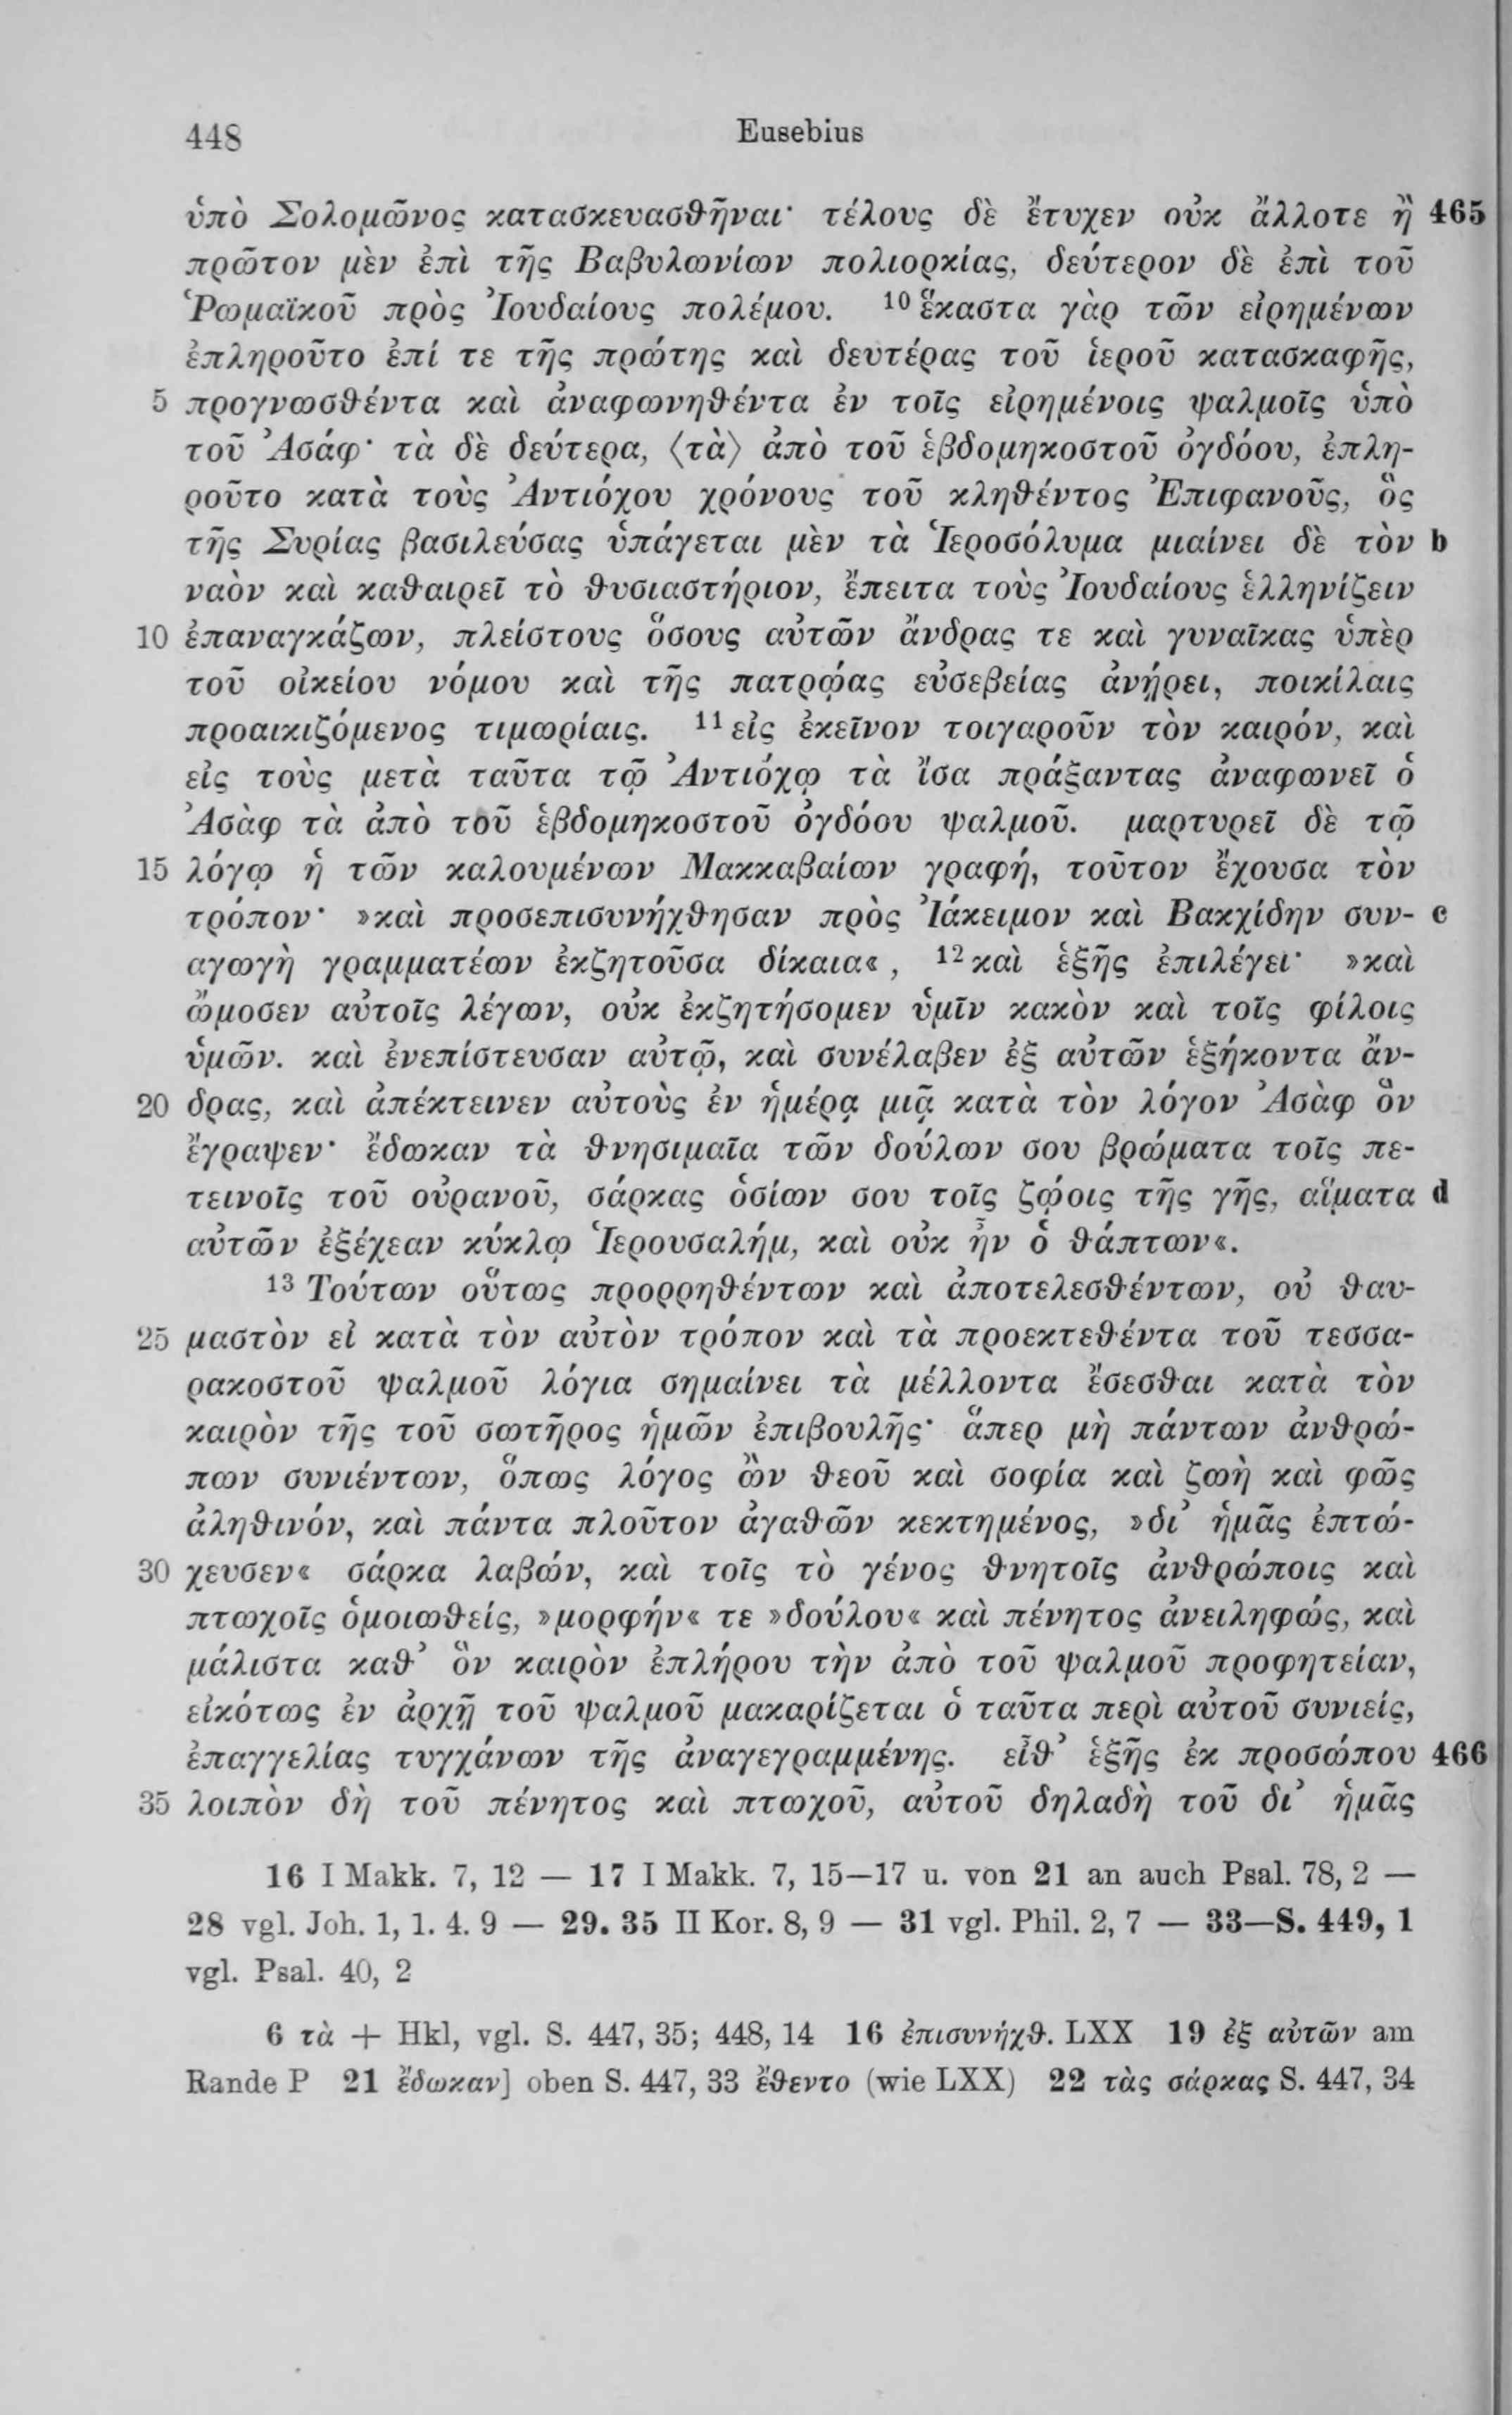 448 Eusebius
ὑπὸ Σολομῶνος κατασκευασθῆναι· τέλους δὲ ἔτυχεν οὐκ ἄλλοτε ἢ 465
πρῶτον μὲν ἐπὶ τῆς Βαβυλωνίων πολιορκίας, δεύτερον δὲ ἐπὶ τοῦ
Ῥωμαϊκοῦ πρὸς Ἰουδαίους πολέμου. ¹⁰ ἕκαστα γὰρ τῶν εἰρημένων
ἐπληροῦτο ἐπί τε τῆς πρώτης καὶ δευτέρας τοῦ ἱεροῦ κατασκαφῆς,
5 προγνωσθέντα καὶ ἀναφωνηθέντα ἐν τοῖς εἰρημένοις ψαλμοῖς ὑπὸ
τοῦ Ἀσάφ· τὰ δὲ δεύτερα, ⟨τὰ⟩ ἀπὸ τοῦ ἑβδομηκοστοῦ ὀγδόου, ἐπλη-
ροῦτο κατὰ τοὺς Ἀντιόχου χρόνους τοῦ κληθέντος Ἐπιφανοῦς, ὃς
τῆς Συρίας βασιλεύσας ὑπάγεται μὲν τὰ Ἱεροσόλυμα μιαίνει δὲ τὸν b
ναὸν καὶ καθαιρεῖ τὸ θυσιαστήριον, ἔπειτα τοὺς Ἰουδαίους ἑλληνίζειν
10 ἐπαναγκάζων, πλείστους ὅσους αὐτῶν ἄνδρας τε καὶ γυναῖκας ὑπὲρ
τοῦ οἰκείου νόμου καὶ τῆς πατρῴας εὐσεβείας ἀνῄρει, ποικίλαις
προαικιζόμενος τιμωρίαις. ¹¹ εἰς ἐκεῖνον τοιγαροῦν τὸν καιρόν, καὶ
εἰς τοὺς μετὰ ταῦτα τῷ Ἀντιόχῳ τὰ ἴσα πράξαντας ἀναφωνεῖ ὁ
Ἀσὰφ τὰ ἀπὸ τοῦ ἑβδομηκοστοῦ ὀγδόου ψαλμοῦ. μαρτυρεῖ δὲ τῷ
15 λόγῳ ἡ τῶν καλουμένων Μακκαβαίων γραφή, τοῦτον ἔχουσα τὸν
τρόπον· »καὶ προσεπισυνήχθησαν πρὸς Ἰάκειμον καὶ Βακχίδην συν- c
αγωγὴ γραμματέων ἐκζητοῦσα δίκαια«, ¹² καὶ ἑξῆς ἐπιλέγει· »καὶ
ὤμοσεν αὐτοῖς λέγων, οὐκ ἐκζητήσομεν ὑμῖν κακὸν καὶ τοῖς φίλοις
ὑμῶν. καὶ ἐνεπίστευσαν αὐτῷ, καὶ συνέλαβεν ἐξ αὐτῶν ἑξήκοντα ἄν-
20 δρας, καὶ ἀπέκτεινεν αὐτοὺς ἐν ἡμέρᾳ μιᾷ κατὰ τὸν λόγον Ἀσὰφ ὃν
ἔγραψεν· ἔδωκαν τὰ θνησιμαῖα τῶν δούλων σου βρώματα τοῖς πε-
τεινοῖς τοῦ οὐρανοῦ, σάρκας ὁσίων σου τοῖς ζῴοις τῆς γῆς, αἵματα d
αὐτῶν ἐξέχεαν κύκλῳ Ἱερουσαλήμ, καὶ οὐκ ἦν ὁ θάπτων«.
¹³ Τούτων οὕτως προρρηθέντων καὶ ἀποτελεσθέντων, οὐ θαυ-
25 μαστὸν εἰ κατὰ τὸν αὐτὸν τρόπον καὶ τὰ προεκτεθέντα τοῦ τεσσα-
ρακοστοῦ ψαλμοῦ λόγια σημαίνει τὰ μέλλοντα ἔσεσθαι κατὰ τὸν
καιρὸν τῆς τοῦ σωτῆρος ἡμῶν ἐπιβουλῆς· ἅπερ μὴ πάντων ἀνθρώ-
πων συνιέντων, ὅπως λόγος ὢν θεοῦ καὶ σοφία καὶ ζωὴ καὶ φῶς
ἀληθινόν, καὶ πάντα πλοῦτον ἀγαθῶν κεκτημένος, »δι’ ἡμᾶς ἐπτώ-
30 χευσεν« σάρκα λαβών, καὶ τοῖς τὸ γένος θνητοῖς ἀνθρώποις καὶ
πτωχοῖς ὁμοιωθείς, »μορφήν« τε »δούλου« καὶ πένητος ἀνειληφώς, καὶ
μάλιστα καθ’ ὃν καιρὸν ἐπλήρου τὴν ἀπὸ τοῦ ψαλμοῦ προφητείαν,
εἰκότως ἐν ἀρχῇ τοῦ ψαλμοῦ μακαρίζεται ὁ ταῦτα περὶ αὐτοῦ συνιείς,
ἐπαγγελίας τυγχάνων τῆς ἀναγεγραμμένης. εἶθ’ ἑξῆς ἐκ προσώπου 466
35 λοιπὸν δὴ τοῦ πένητος καὶ πτωχοῦ, αὐτοῦ δηλαδὴ τοῦ δι’ ἡμᾶς
16 I Makk. 7, 12 — 17 I Makk. 7, 15—17 u. von 21 an auch Psal. 78, 2 —
28 vgl. Joh. 1, 1. 4. 9 — 29. 35 II Kor. 8, 9 — 31 vgl. Phil. 2, 7 — 33—S. 449, 1
vgl. Psal. 40, 2
6 τὰ + Hkl, vgl. S. 447, 35; 448, 14 16 ἐπισυνήχθ. LXX 19 ἐξ αὐτῶν am
Rande P 21 ἔδωκαν] oben S. 447, 33 ἔθεντο (wie LXX) 22 τὰς σάρκας S. 447, 34